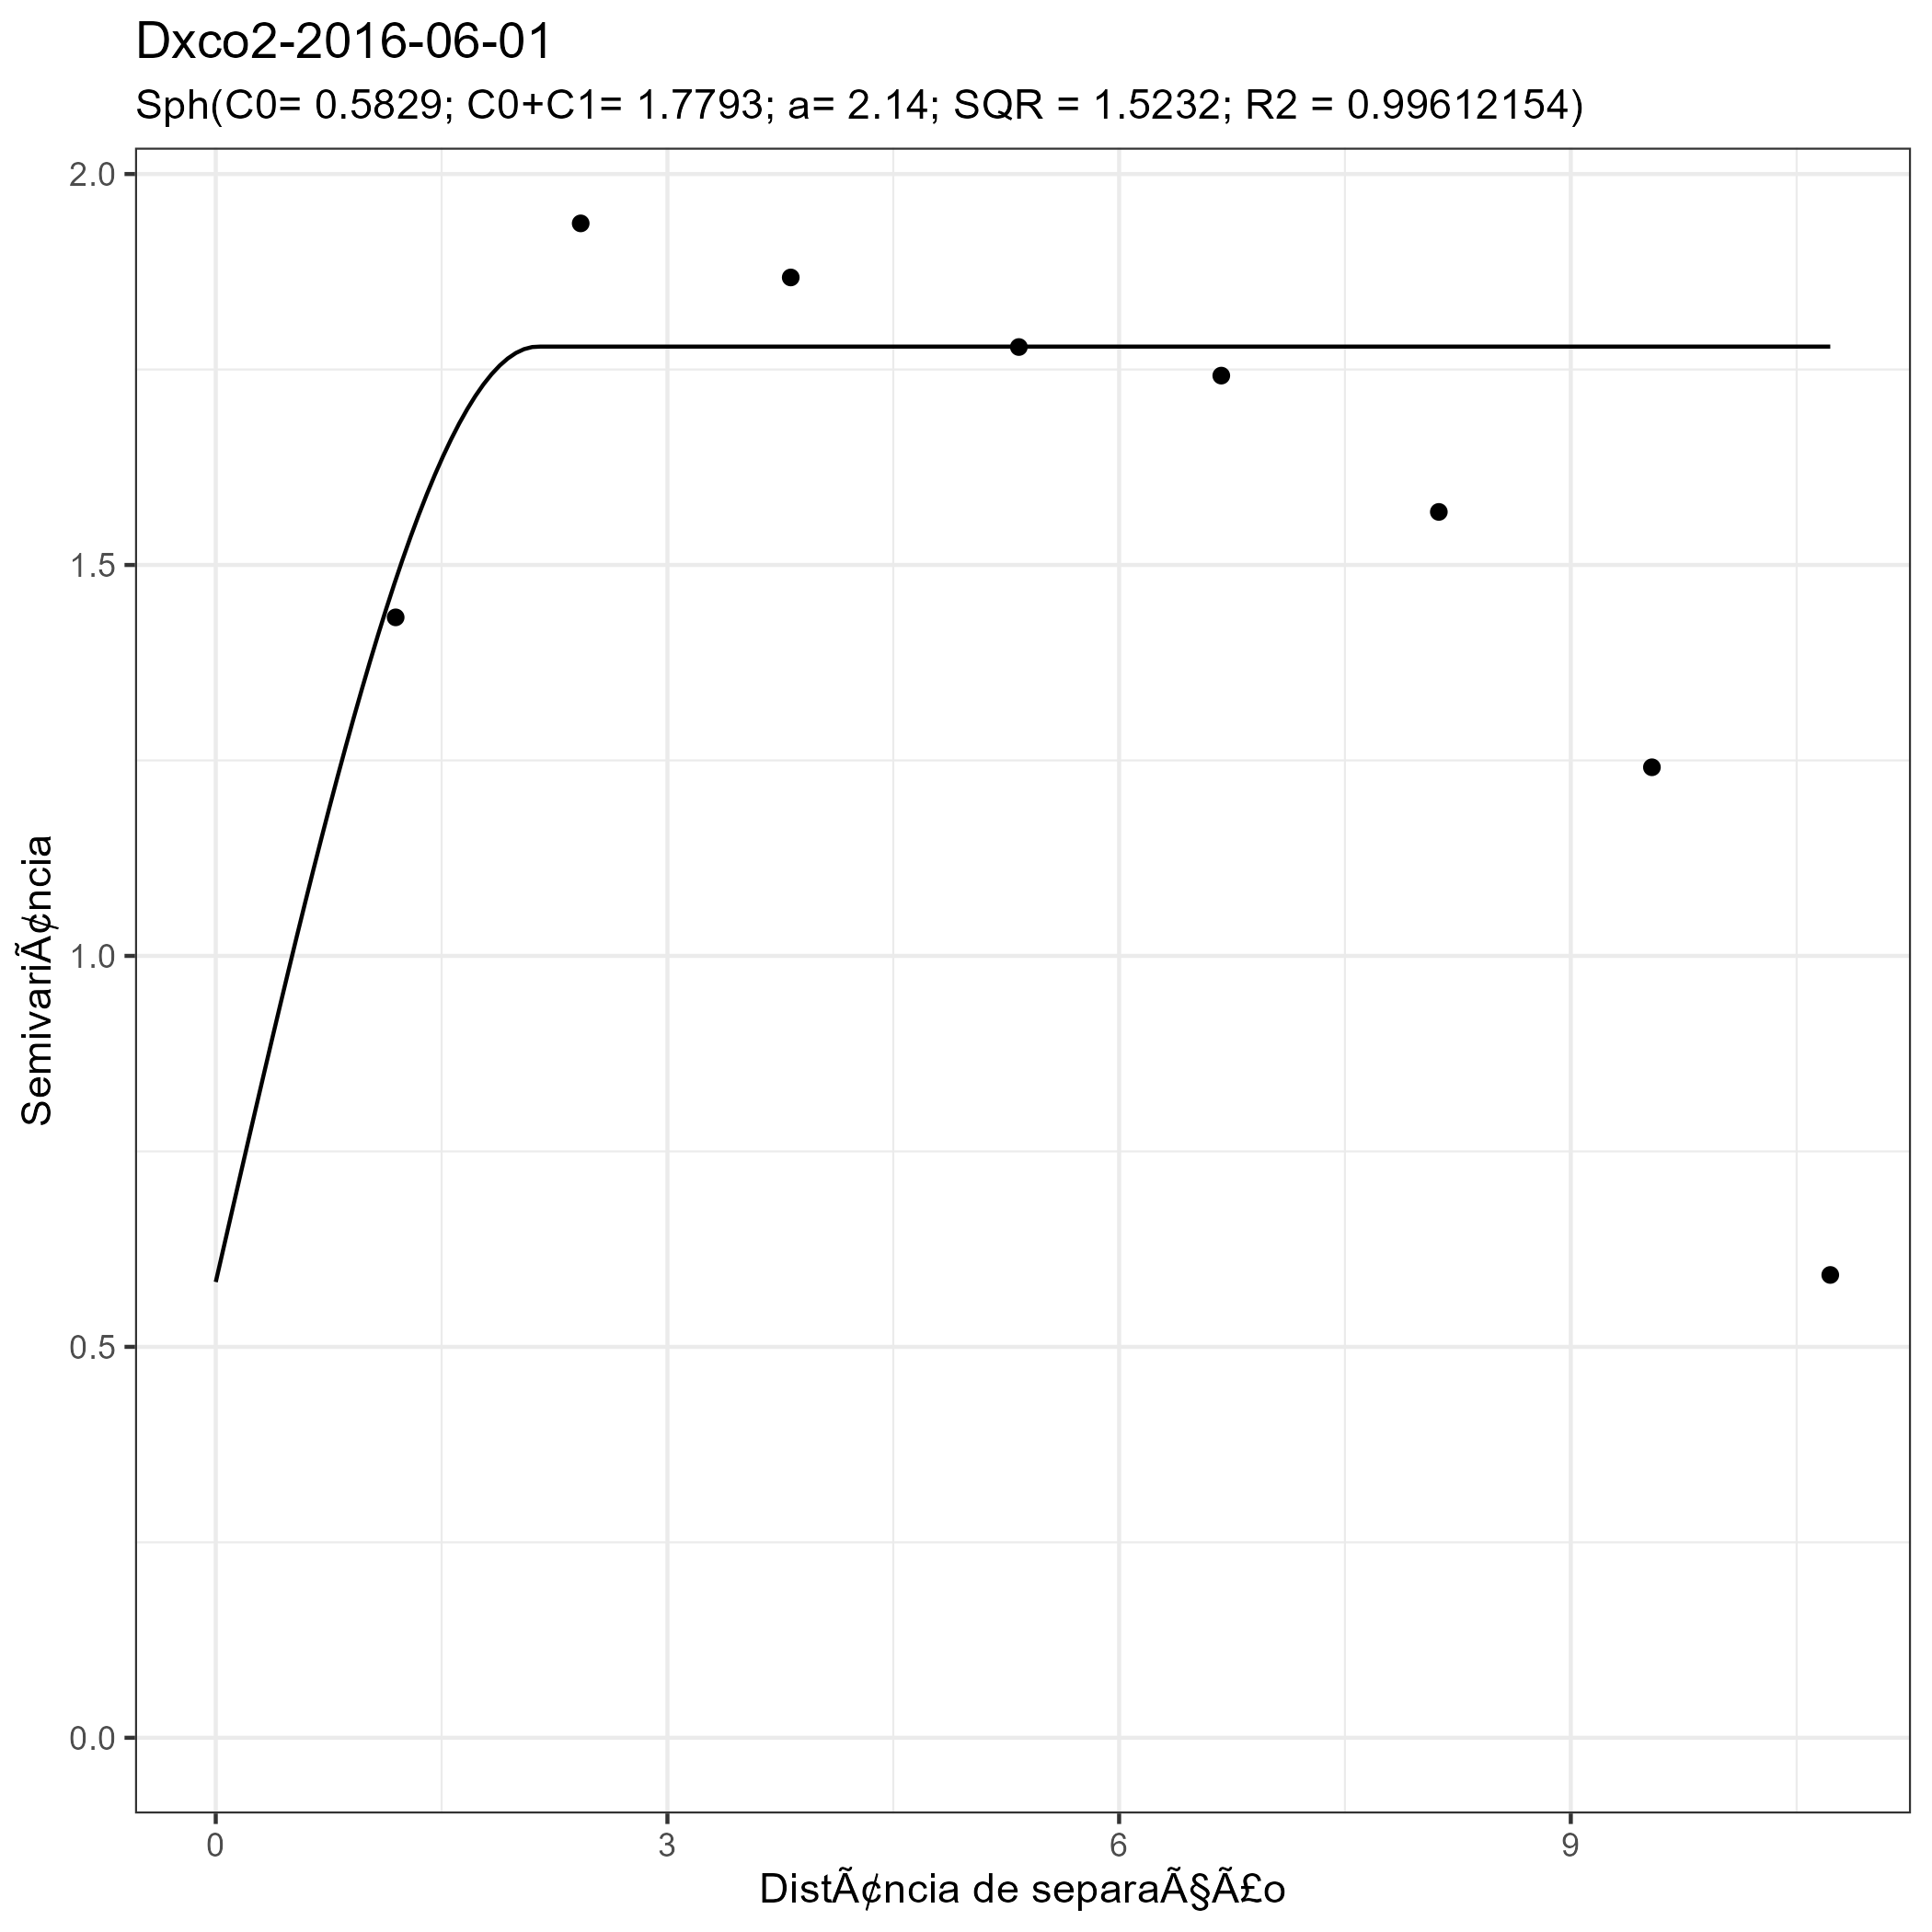 Dxco2-2016-06-01
Sph(C0= 0.5829; C0+C1= 1.7793; a= 2.14; SQR = 1.5232; R2 = 0.99612154)
2.0
1.5
1.0
0.5
0.0
SemivariÃ¢ncia
0 3 6 9
DistÃ¢ncia de separaÃ§Ã£o